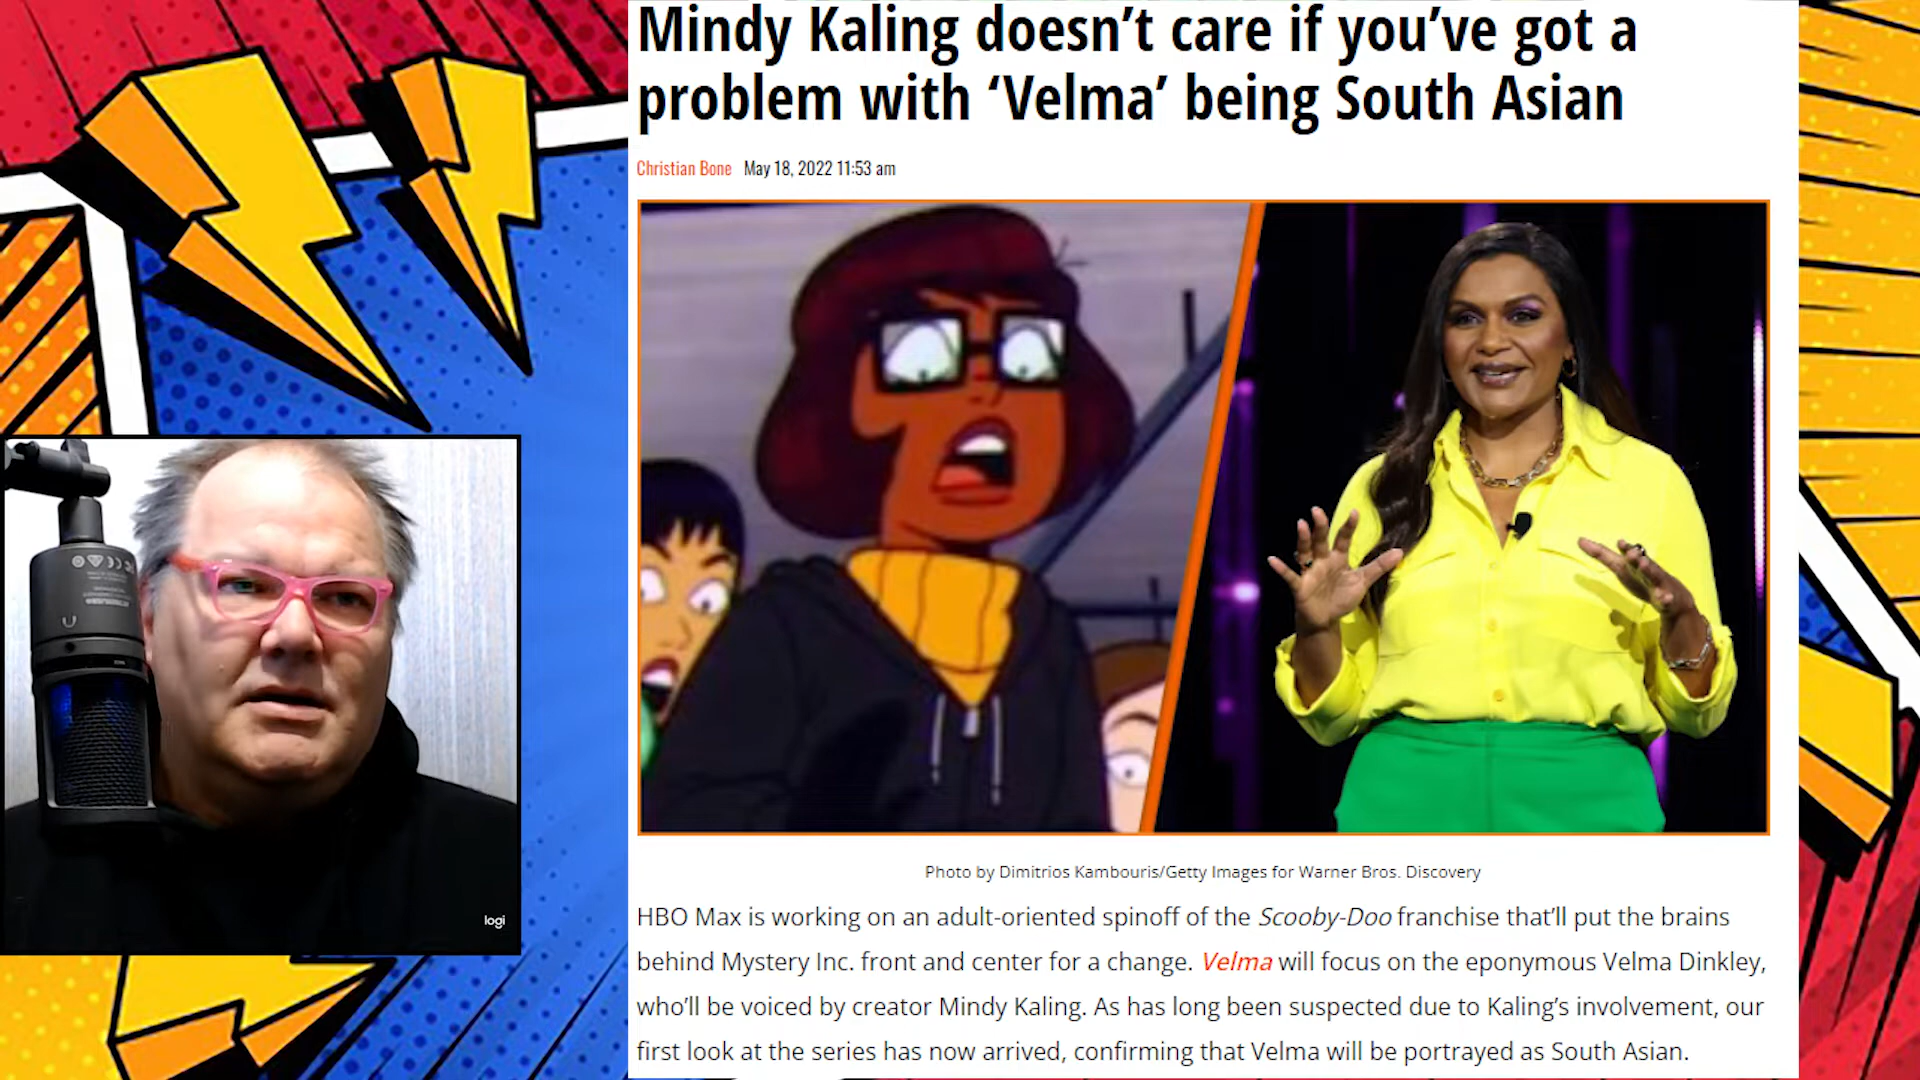 Mindy Kaling doesn’t care if you’ve got a
problem with ‘Velma’ being South Asian
Christian Bone May 18, 2022 11:53 am
Photo by Dimitrios Kambouris/Getty Images for Warner Bros. Discovery
HBO Max is working on an adult-oriented spinoff of the Scooby-Doo franchise that’ll put the brains
behind Mystery Inc. front and center for a change. Velma will focus on the eponymous Velma Dinkley,
who’ll be voiced by creator Mindy Kaling. As has long been suspected due to Kaling’s involvement, our
first look at the series has now arrived, confirming that Velma will be portrayed as South Asian.
logi